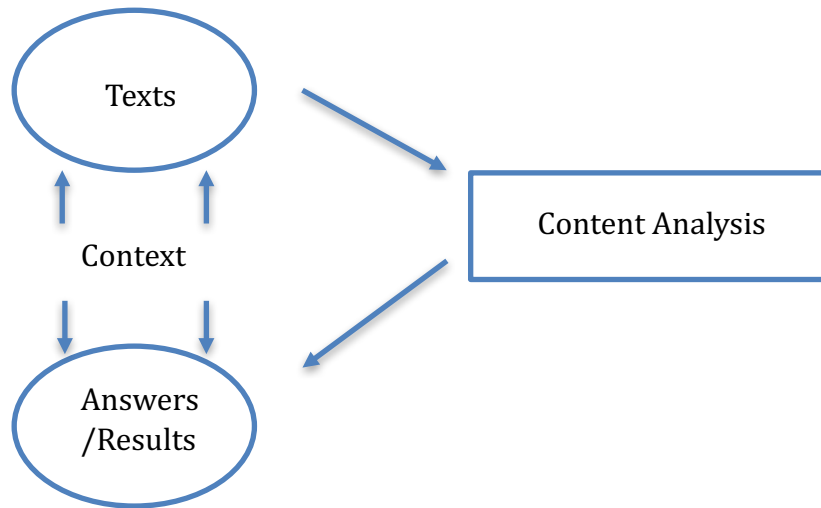 Texts
Content Analysis
Context
Answers
/Results